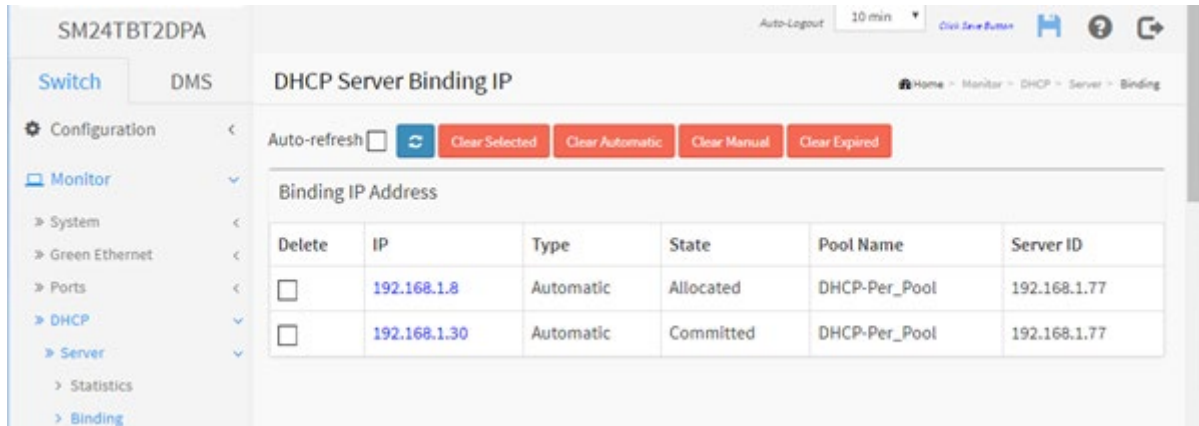 SM24TBT2DPA
Auto-Logout 10 min Click Save Button
Switch DMS
DHCP Server Binding IP
Home - Monitor - DHCP - Server - Binding
Configuration
Auto-refresh Clear Selected Clear Automatic Clear Manual Clear Expired
Monitor
Binding IP Address
System
Green Ethernet
Ports
DHCP
Server
Statistics
Binding
Delete IP Type State Pool Name Server ID
192.168.1.8 Automatic Allocated DHCP-Per_Pool 192.168.1.77
192.168.1.30 Automatic Committed DHCP-Per_Pool 192.168.1.77